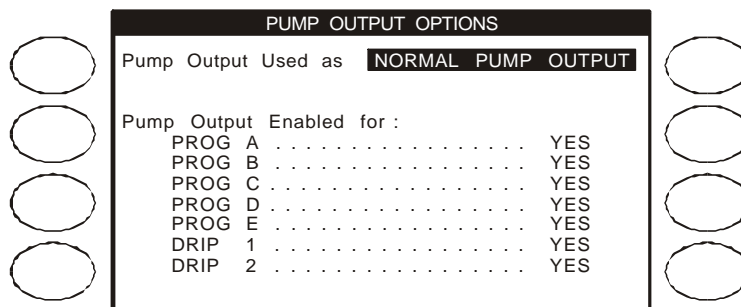 PUMP OUTPUT OPTIONS
Pump Output Used as NORMAL PUMP OUTPUT
Pump Output Enabled for :
PROG A . . . . . . . . . . . . . . . . . . YES
PROG B . . . . . . . . . . . . . . . . . . YES
PROG C . . . . . . . . . . . . . . . . . . YES
PROG D . . . . . . . . . . . . . . . . . . YES
PROG E . . . . . . . . . . . . . . . . . . YES
DRIP 1 . . . . . . . . . . . . . . . . . . YES
DRIP 2 . . . . . . . . . . . . . . . . . . YES